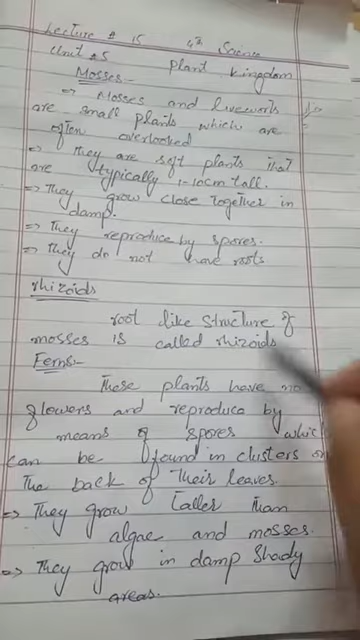 Lecture # 15 4th Science
Unit #5 Plant Kingdom
Mosses:-
=> Mosses and liveworts
are small plants which are
often overlooked
=> They are soft plants that
are typically 1-10cm tall.
=> They grow close together in
damp.
=> They reproduce by spores.
=> They do not have roots
rhizoids
root like structure of
mosses is called rhizoids
Ferns:-
These plants have no
flowers and reproduce by
means of spores which
can be found in clusters on
the back of their leaves.
=> They grow taller than
algae and mosses.
=> They grow in damp shady
areas.